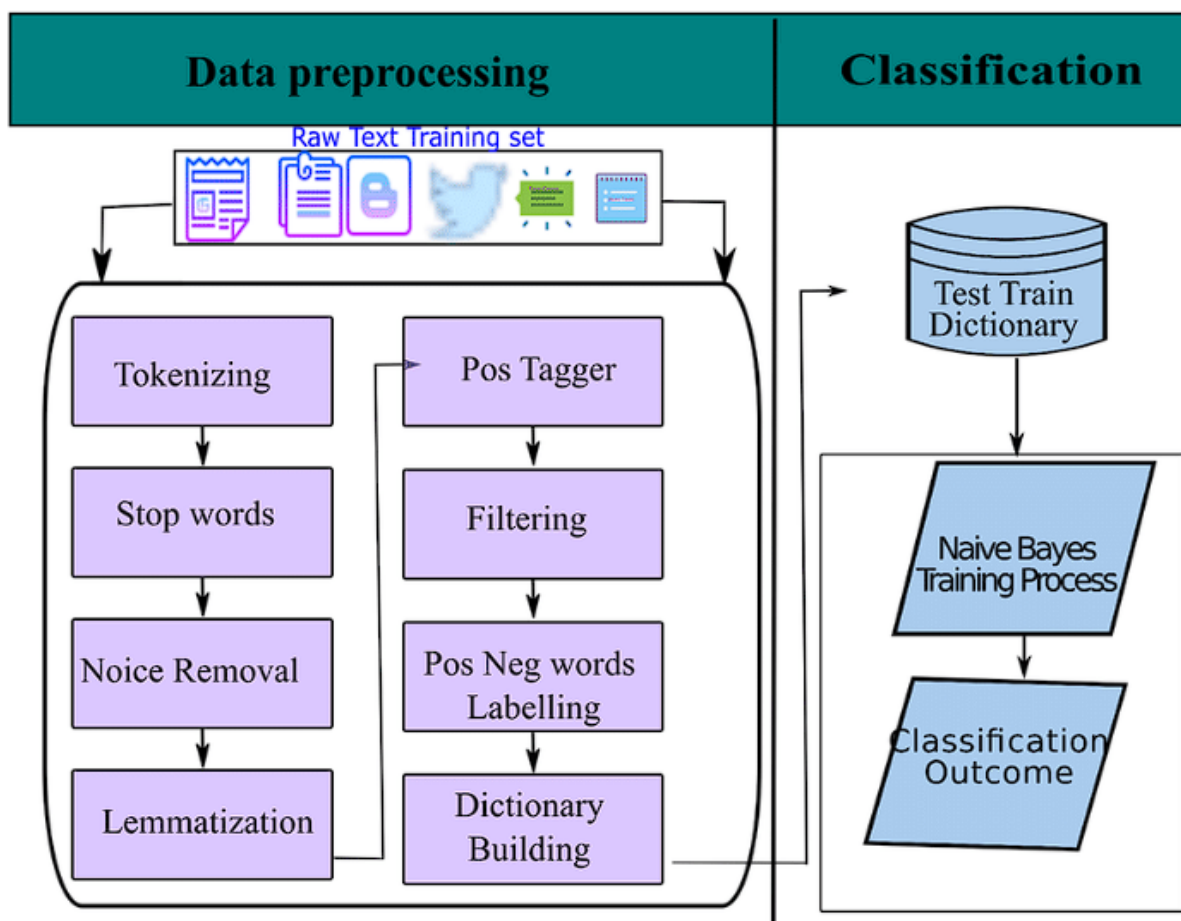 Data preprocessing
Classification
Raw Text Training set
Tokenizing
Stop words
Noice Removal
Lemmatization
Pos Tagger
Filtering
Pos Neg words
Labelling
Dictionary
Building
Test Train
Dictionary
Naive Bayes
Training Process
Classification
Outcome